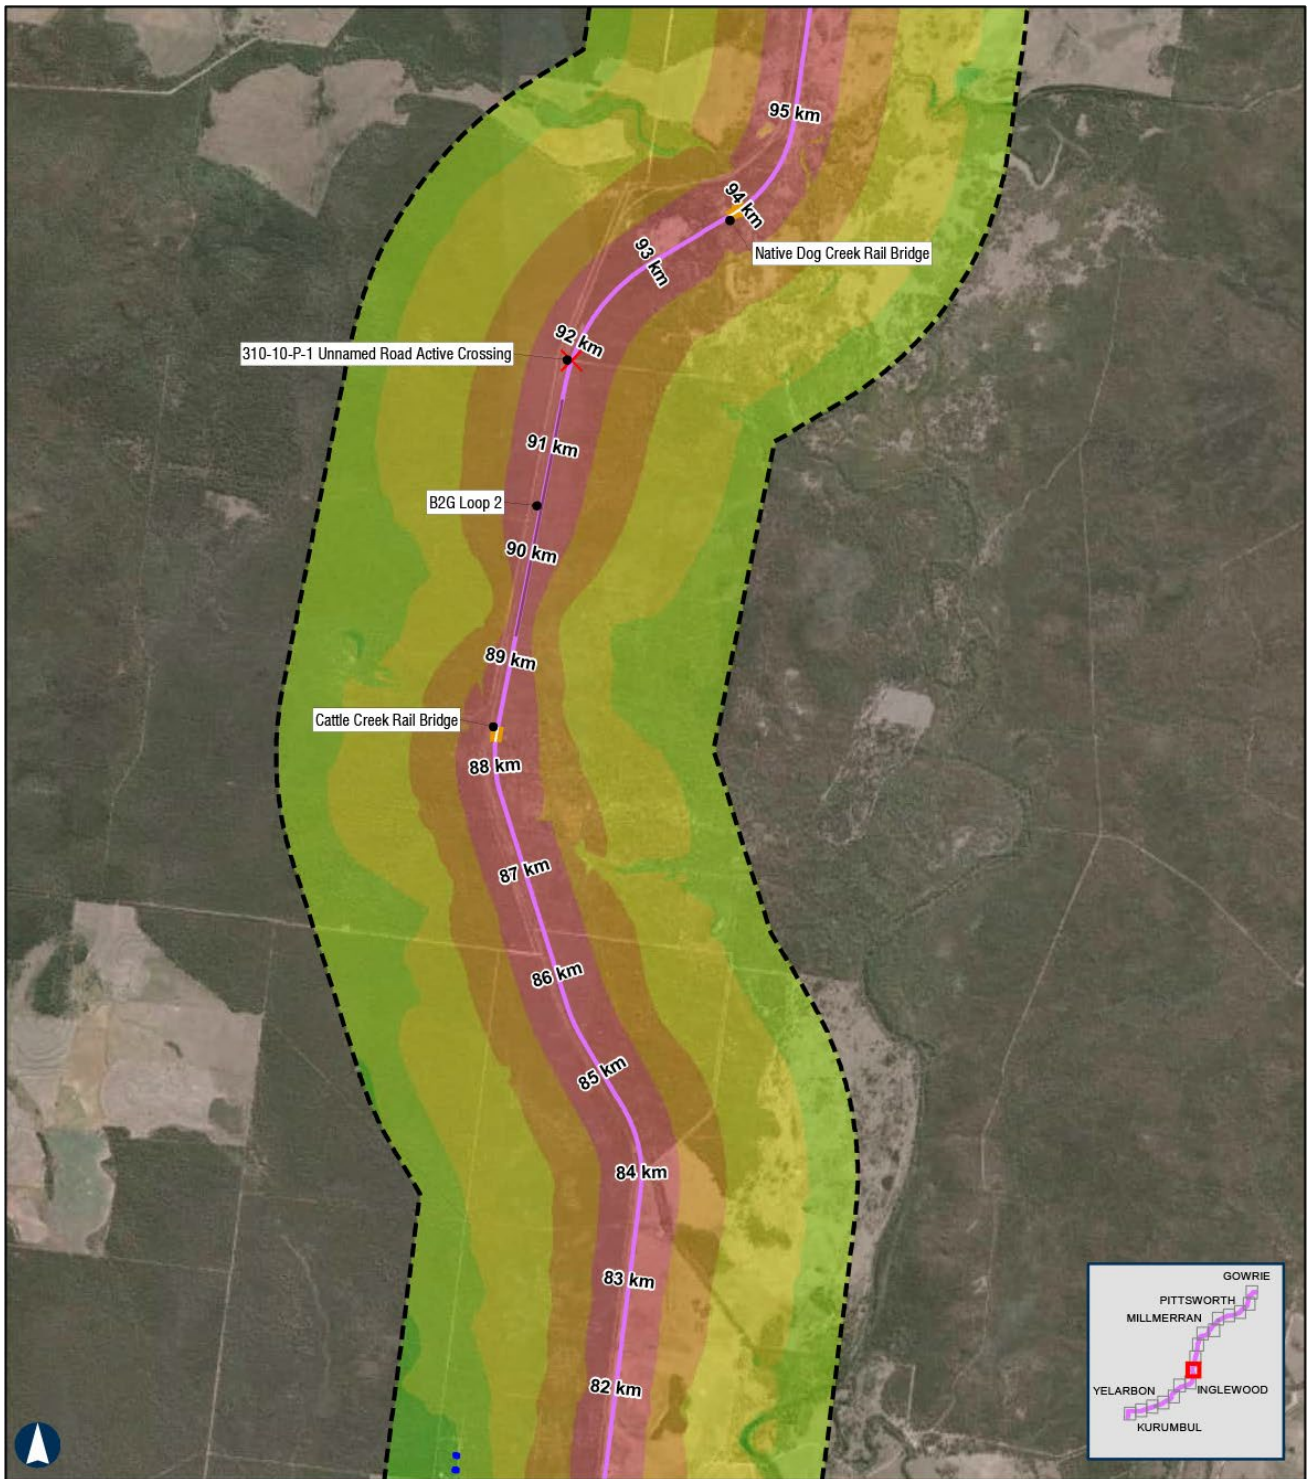 95 km
94 km
Native Dog Creek Rail Bridge
93 km
92 km
310-10-P-1 Unnamed Road Active Crossing
91 km
B2G Loop 2
90 km
89 km
Cattle Creek Rail Bridge
88 km
87 km
86 km
85 km
84 km
83 km
82 km
GOWRIE
PITTSWORTH
MILLMERRAN
YELARBON
INGLEWOOD
KURUMBUL